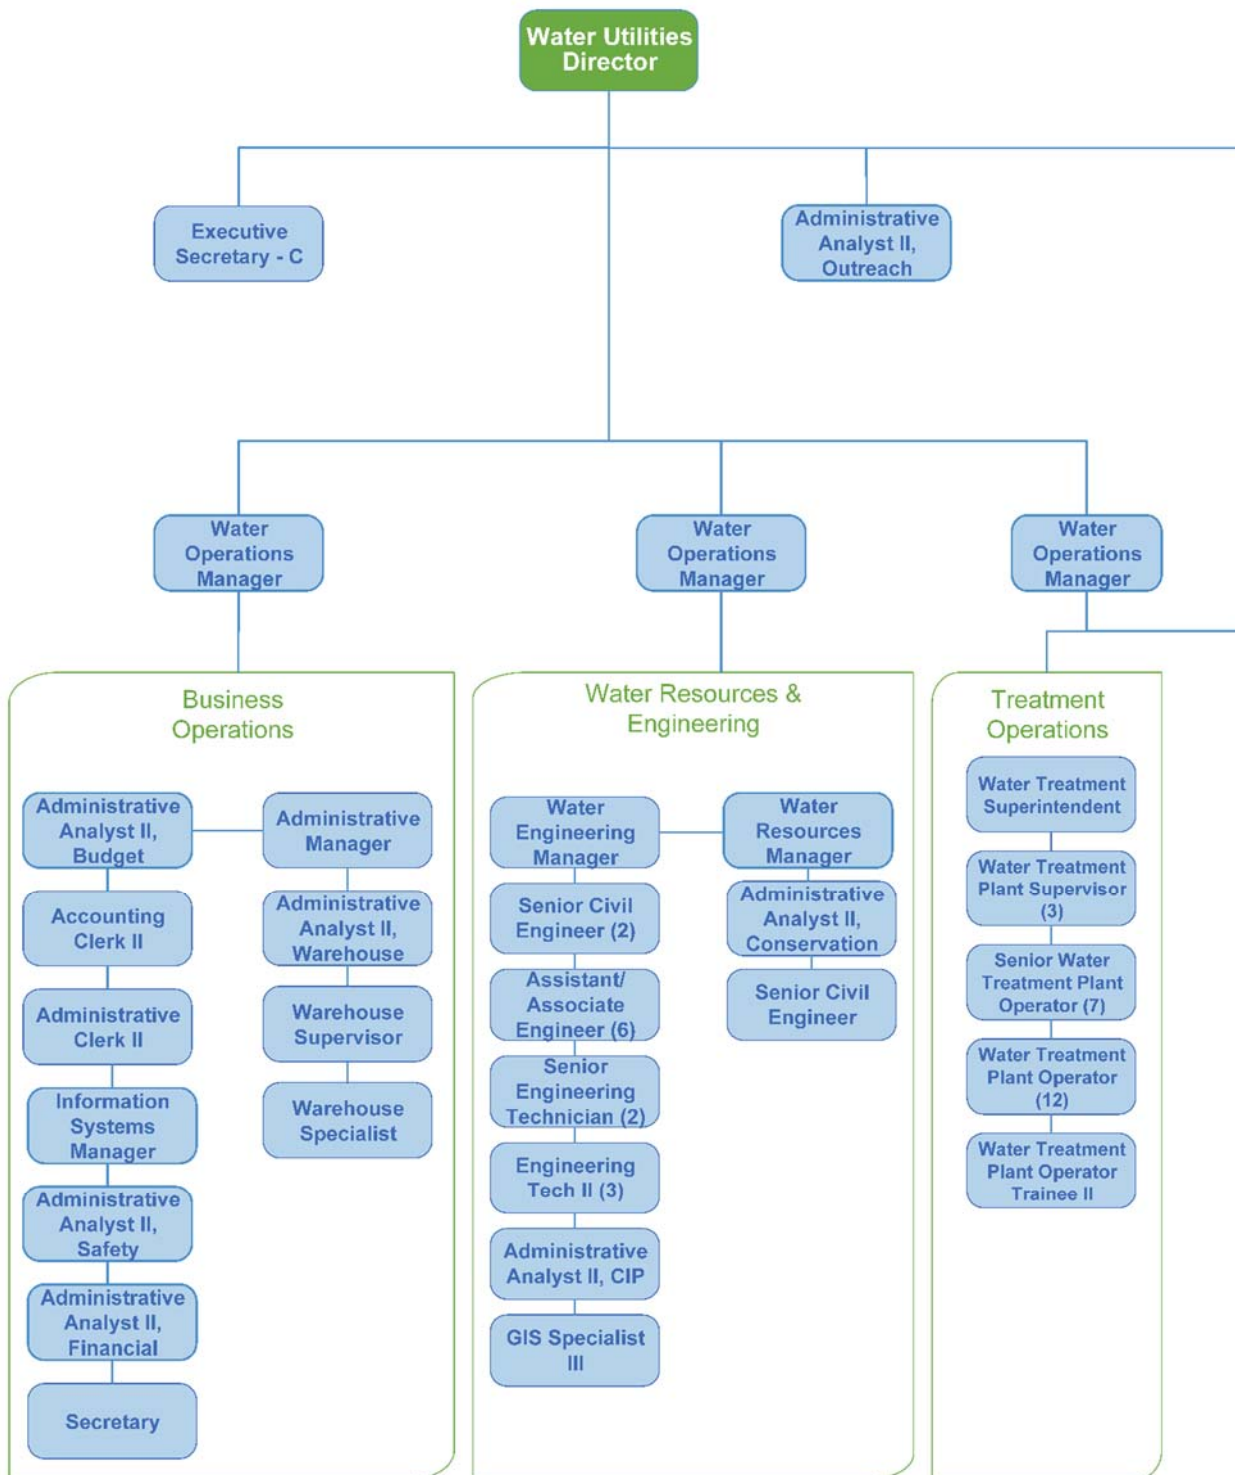 Water Utilities
Director
Executive
Secretary - C
Administrative
Analyst II,
Outreach
Water
Operations
Manager
Water
Operations
Manager
Water
Operations
Manager
Business
Operations
Administrative
Analyst II,
Budget
Accounting
Clerk II
Administrative
Clerk II
Information
Systems
Manager
Administrative
Analyst II,
Safety
Administrative
Analyst II,
Financial
Secretary
Administrative
Manager
Administrative
Analyst II,
Warehouse
Warehouse
Supervisor
Warehouse
Specialist
Water Resources &
Engineering
Water
Engineering
Manager
Senior Civil
Engineer (2)
Assistant/
Associate
Engineer (6)
Senior
Engineering
Technician (2)
Engineering
Tech II (3)
Administrative
Analyst II, CIP
GIS Specialist
III
Water
Resources
Manager
Administrative
Analyst II,
Conservation
Senior Civil
Engineer
Treatment
Operations
Water Treatment
Superintendent
Water Treatment
Plant Supervisor
(3)
Senior Water
Treatment Plant
Operator (7)
Water Treatment
Plant Operator
(12)
Water Treatment
Plant Operator
Trainee II